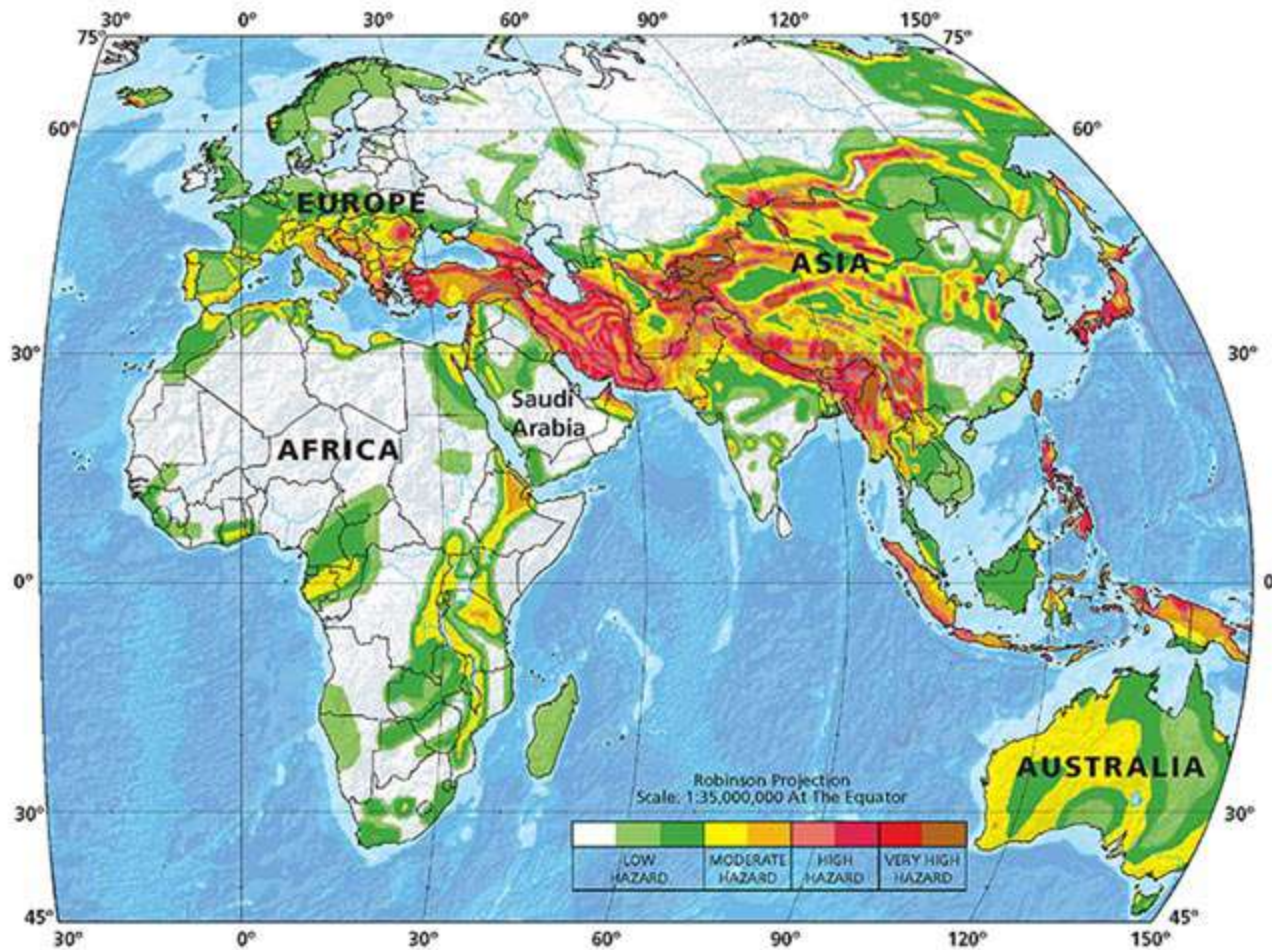 30° 0° 30° 60° 90° 120° 150°
75° 75°
60° 60°
EUROPE
ASIA
30° 30°
Saudi
Arabia
AFRICA
0° 0
AUSTRALIA
Robinson Projection
Scale: 1:35,000,000 At The Equator
30° 30°
LOW
HAZARD
MODERATE
HAZARD
HIGH
HAZARD
VERY HIGH
HAZARD
45° 45°
30° 0° 30° 60° 90° 120° 150°